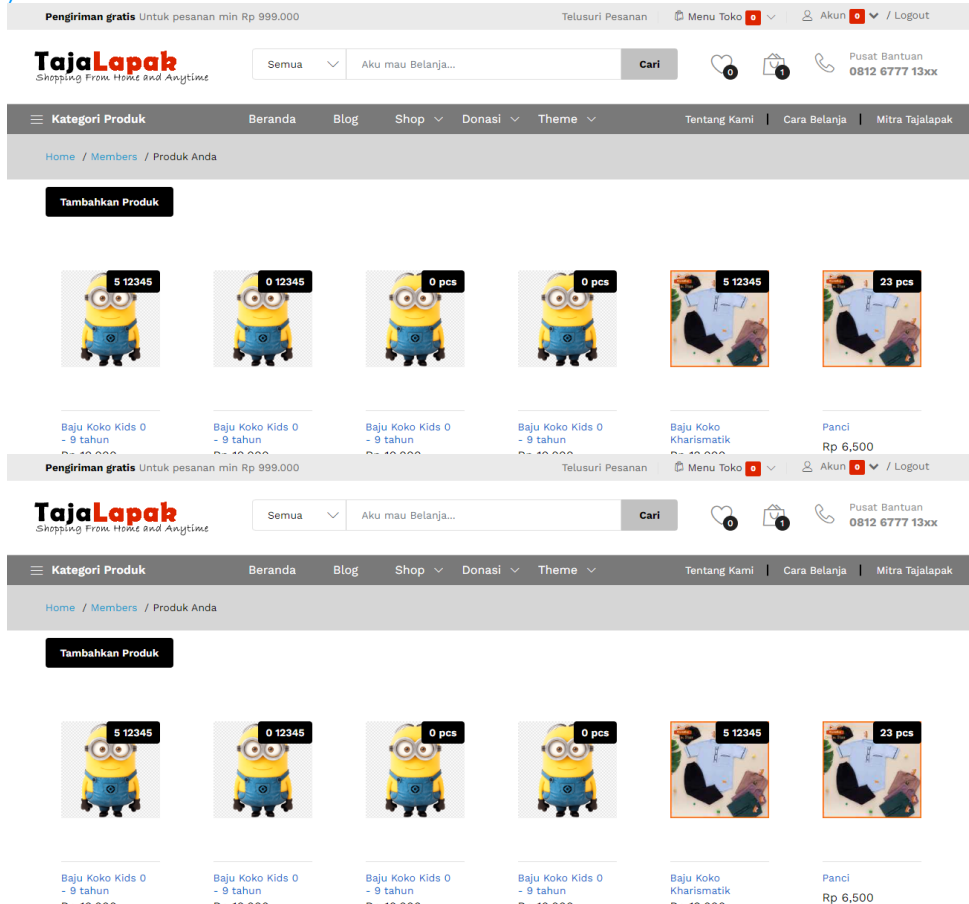 Pengiriman gratis Untuk pesanan min Rp 999.000 Telusuri Pesanan Menu Toko 0 Akun 0 / Logout
TajaLapak
Shopping From Home and Anytime
Semua Aku mau Belanja... Cari 0 1 Pusat Bantuan
0812 6777 13xx
Kategori Produk Beranda Blog Shop Donasi Theme Tentang Kami Cara Belanja Mitra Tajalapak
Home / Members / Produk Anda
Tambahkan Produk
5 12345 0 12345 0 pcs 0 pcs 5 12345 23 pcs
Baju Koko Kids 0 Baju Koko Kids 0 Baju Koko Kids 0 Baju Koko Kids 0 Baju Koko Panci
- 9 tahun - 9 tahun - 9 tahun - 9 tahun Kharismatik
Rp 6,500
Pengiriman gratis Untuk pesanan min Rp 999.000 Telusuri Pesanan Menu Toko 0 Akun 0 / Logout
TajaLapak
Shopping From Home and Anytime
Semua Aku mau Belanja... Cari 0 1 Pusat Bantuan
0812 6777 13xx
Kategori Produk Beranda Blog Shop Donasi Theme Tentang Kami Cara Belanja Mitra Tajalapak
Home / Members / Produk Anda
Tambahkan Produk
5 12345 0 12345 0 pcs 0 pcs 5 12345 23 pcs
Baju Koko Kids 0 Baju Koko Kids 0 Baju Koko Kids 0 Baju Koko Kids 0 Baju Koko Panci
- 9 tahun - 9 tahun - 9 tahun - 9 tahun Kharismatik
Rp 6,500